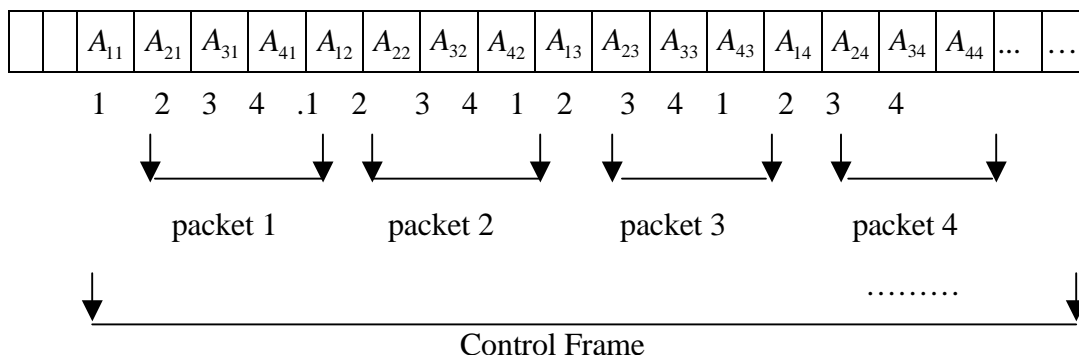 A₁₁ A₂₁ A₃₁ A₄₁ A₁₂ A₂₂ A₃₂ A₄₂ A₁₃ A₂₃ A₃₃ A₄₃ A₁₄ A₂₄ A₃₄ A₄₄ ... ...
1 2 3 4 .1 2 3 4 1 2 3 4 1 2 3 4
packet 1 packet 2 packet 3 packet 4
.........
Control Frame